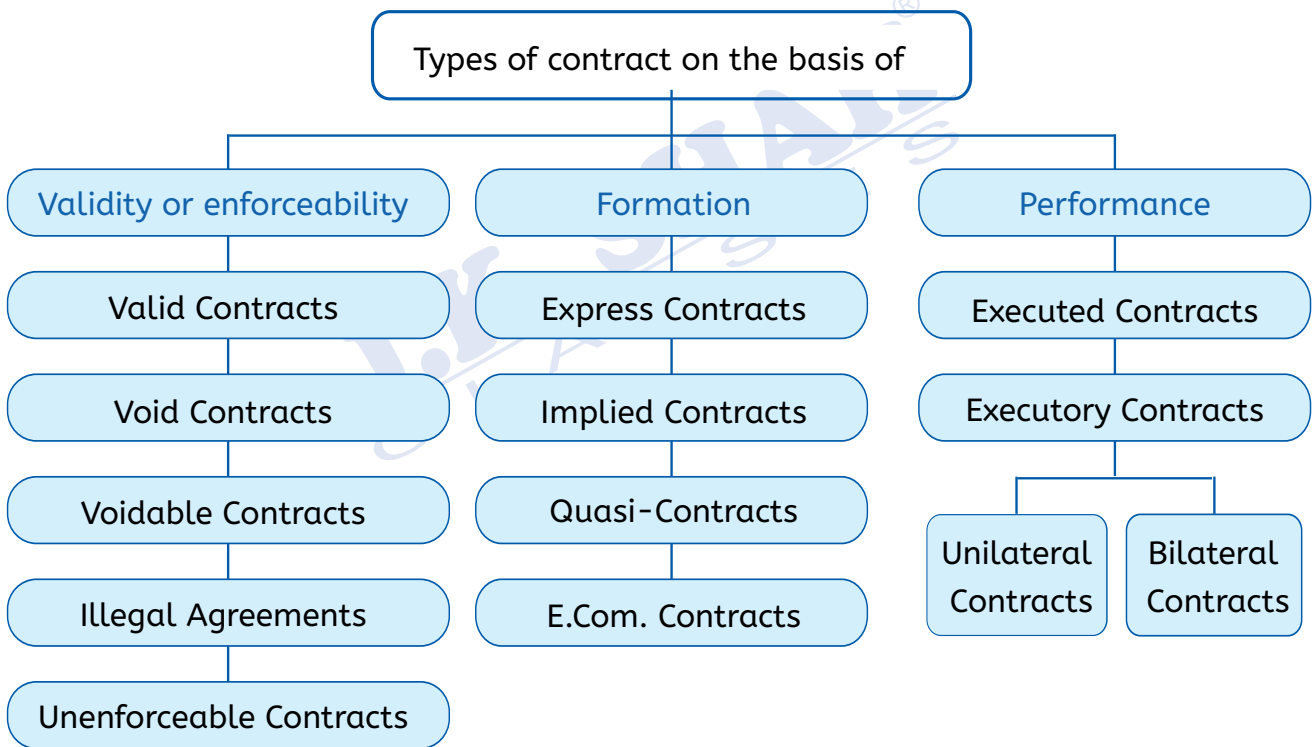 Types of contract on the basis of
Validity or enforceability
Valid Contracts
Void Contracts
Voidable Contracts
Illegal Agreements
Unenforceable Contracts
Formation
Express Contracts
Implied Contracts
Quasi-Contracts
E.Com. Contracts
Performance
Executed Contracts
Executory Contracts
Unilateral
Contracts
Bilateral
Contracts